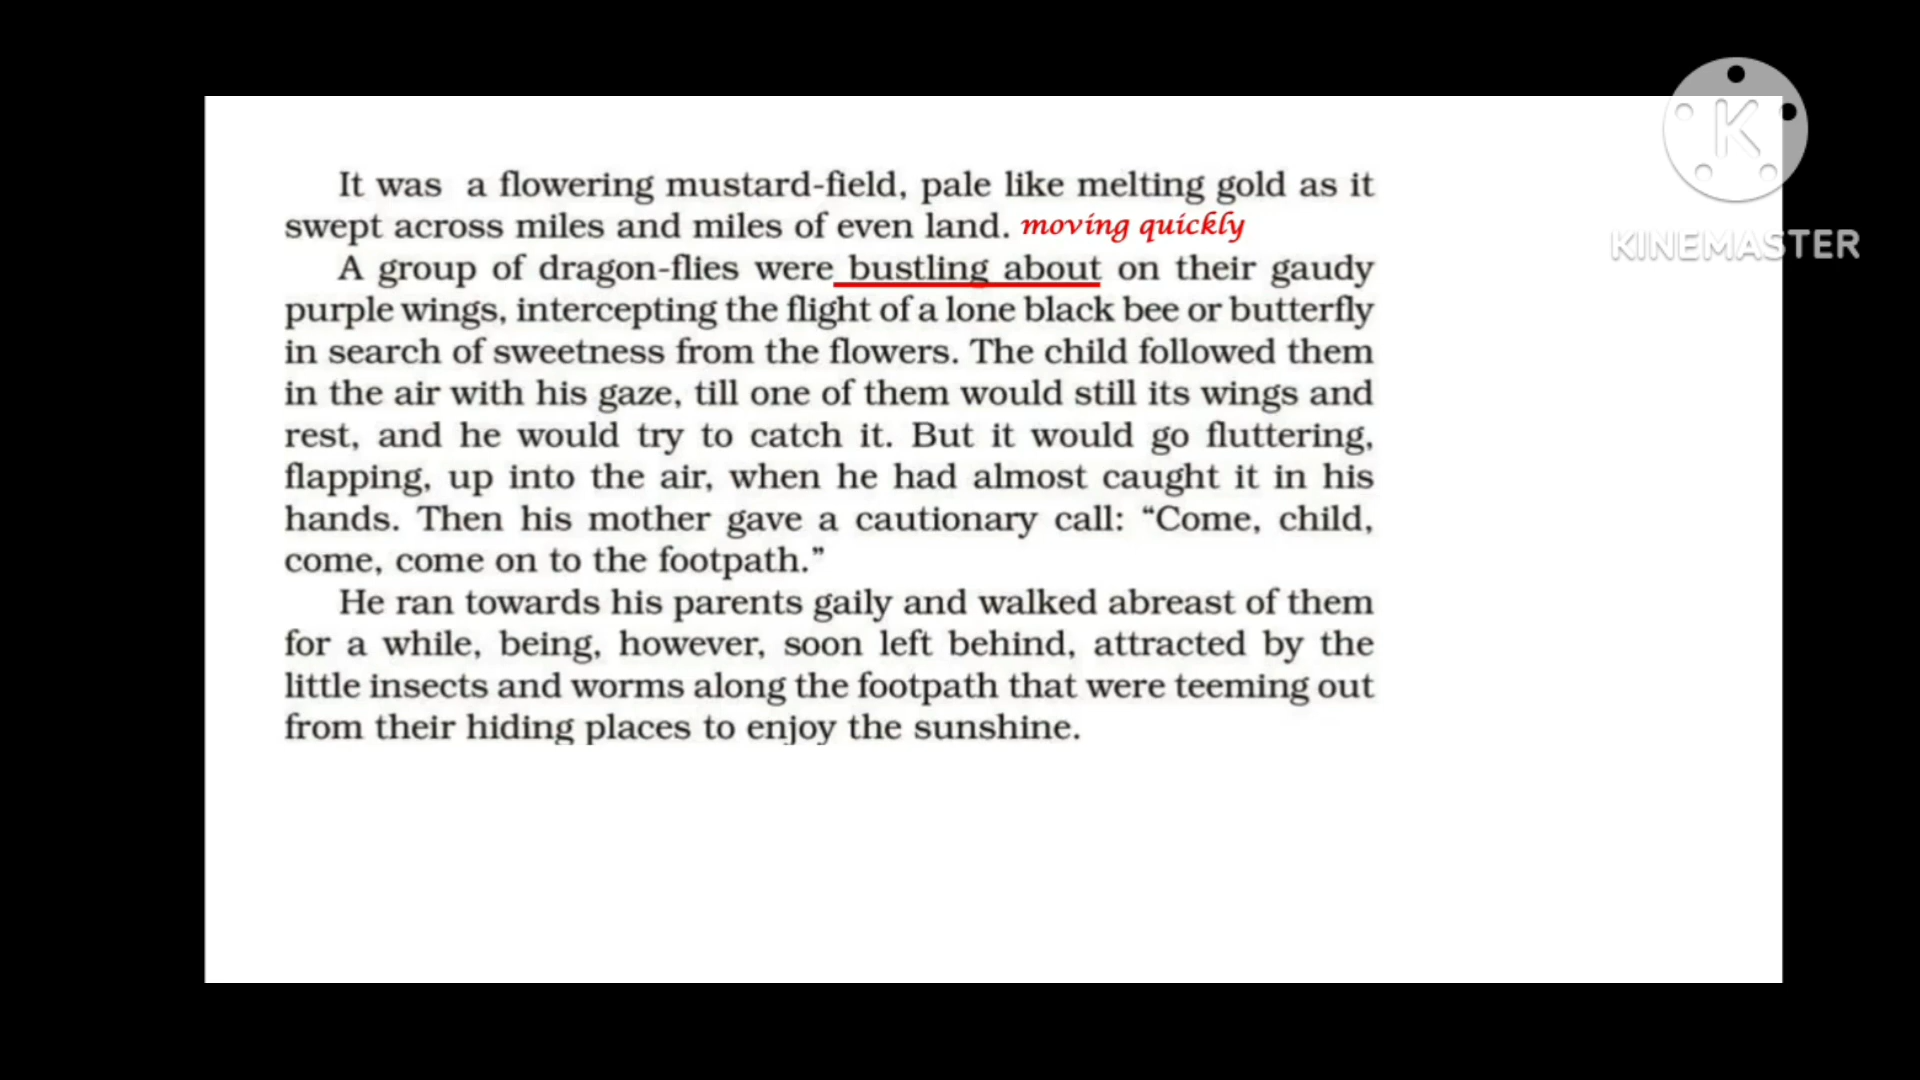 It was a flowering mustard-field, pale like melting gold as it
swept across miles and miles of even land. moving quickly
A group of dragon-flies were bustling about on their gaudy
purple wings, intercepting the flight of a lone black bee or butterfly
in search of sweetness from the flowers. The child followed them
in the air with his gaze, till one of them would still its wings and
rest, and he would try to catch it. But it would go fluttering,
flapping, up into the air, when he had almost caught it in his
hands. Then his mother gave a cautionary call: “Come, child,
come, come on to the footpath.”
He ran towards his parents gaily and walked abreast of them
for a while, being, however, soon left behind, attracted by the
little insects and worms along the footpath that were teeming out
from their hiding places to enjoy the sunshine.
K
KINEMASTER